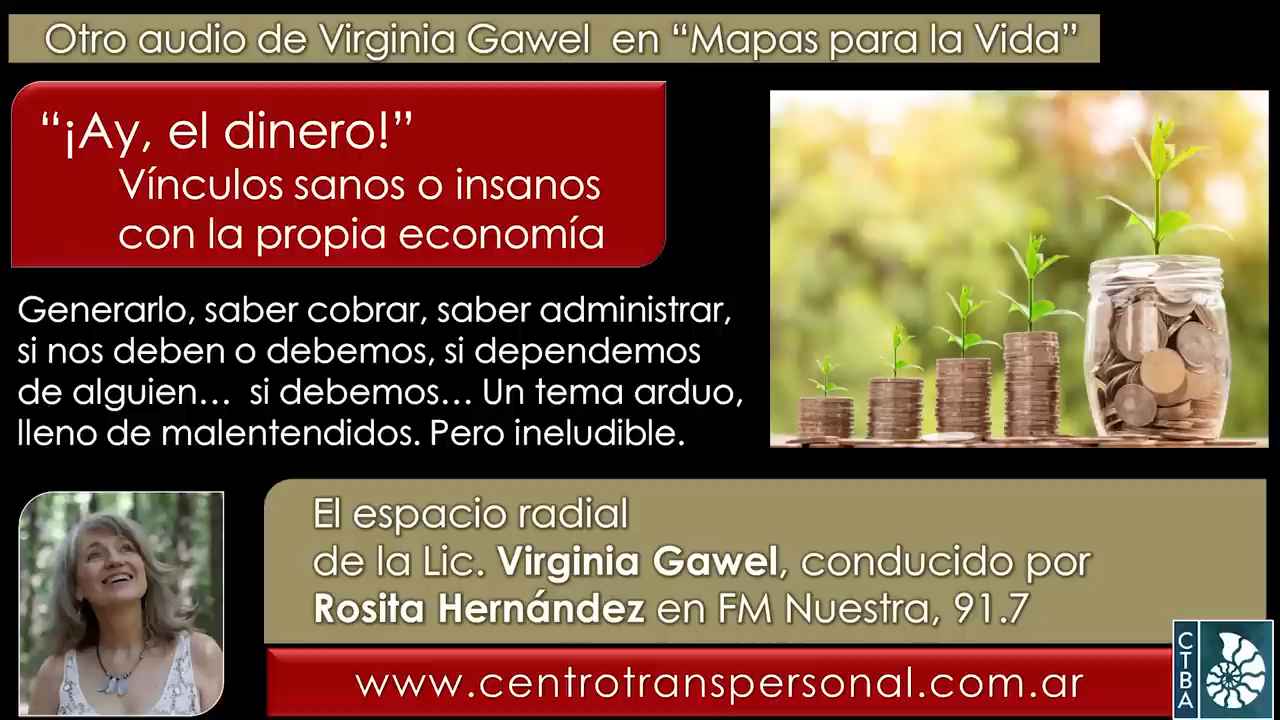 Otro audio de Virginia Gawel en “Mapas para la Vida”
“¡Ay, el dinero!”
Vínculos sanos o insanos
con la propia economía
Generarlo, saber cobrar, saber administrar,
si nos deben o debemos, si dependemos
de alguien… si debemos… Un tema arduo,
lleno de malentendidos. Pero ineludible.
El espacio radial
de la Lic. Virginia Gawel, conducido por
Rosita Hernández en FM Nuestra, 91.7
www.centrotranspersonal.com.ar
CTBA